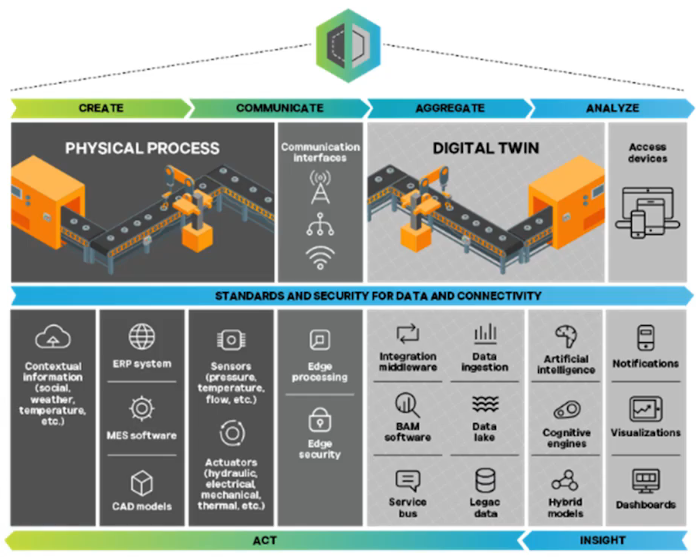 CREATE
COMMUNICATE
AGGREGATE
ANALYZE
PHYSICAL PROCESS
Communication
interfaces
DIGITAL TWIN
Access
devices
STANDARDS AND SECURITY FOR DATA AND CONNECTIVITY
Contextual
information
(social,
weather,
temperature,
etc.)
ERP system
MES software
CAD models
Sensors
(pressure,
temperature,
flow, etc.)
Actuators
(hydraulic,
electrical,
mechanical,
thermal, etc.)
Edge
processing
Edge
security
Integration
middleware
BAM
software
Service
bus
Data
ingestion
Data
lake
Legac
data
Artificial
intelligence
Cognitive
engines
Hybrid
models
Notifications
Visualizations
Dashboards
ACT
INSIGHT